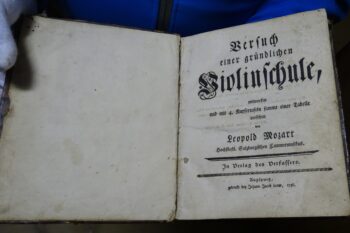 Versuch
einer gründlichen
Violinschule,
entworfen
und mit 4. Kupfertafeln sammt einer Tabelle
versehen
von
Leopold Mozart
Hochfürstl. Salzburgischen Cammermusikus.
In Verlag des Verfassers.
Augspurg,
gedruckt bey Johann Jacob Lotter, 1756.